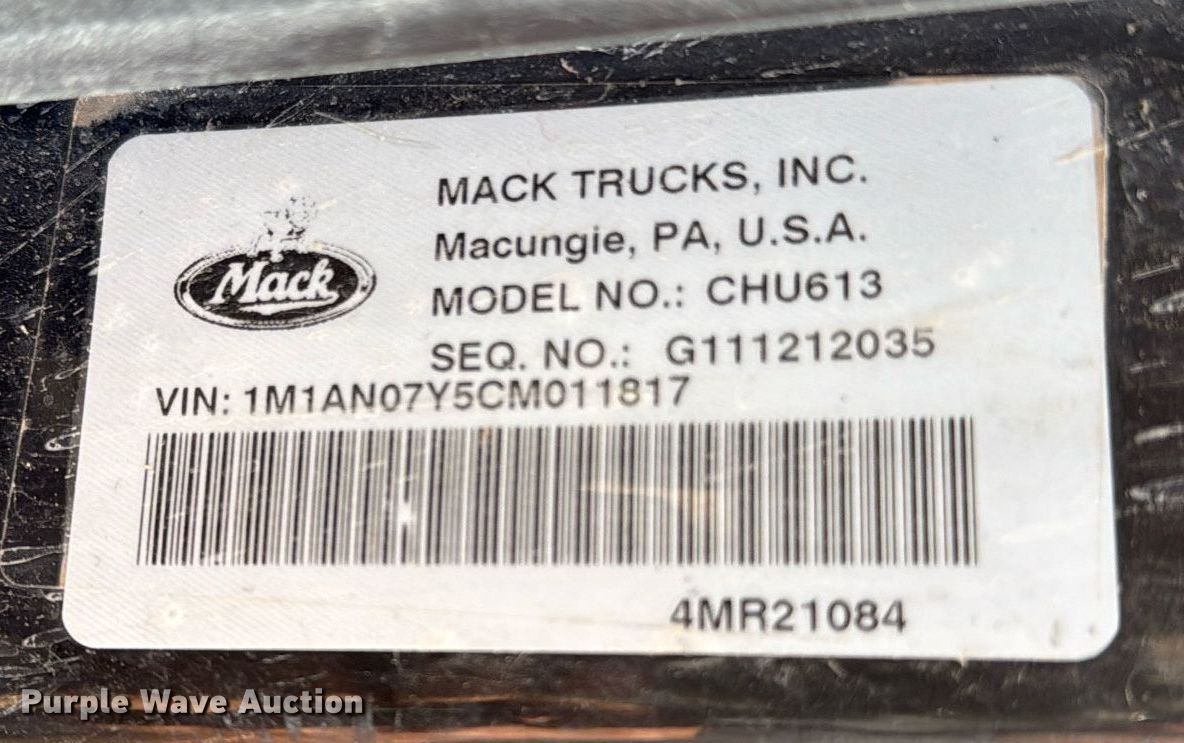 MACK TRUCKS, INC.
Mack
Macungie, PA, U.S.A.
MODEL NO.: CHU613
SEQ. NO.: G111212035
VIN: 1M1AN07Y5CM011817
4MR21084
Purple Wave Auction